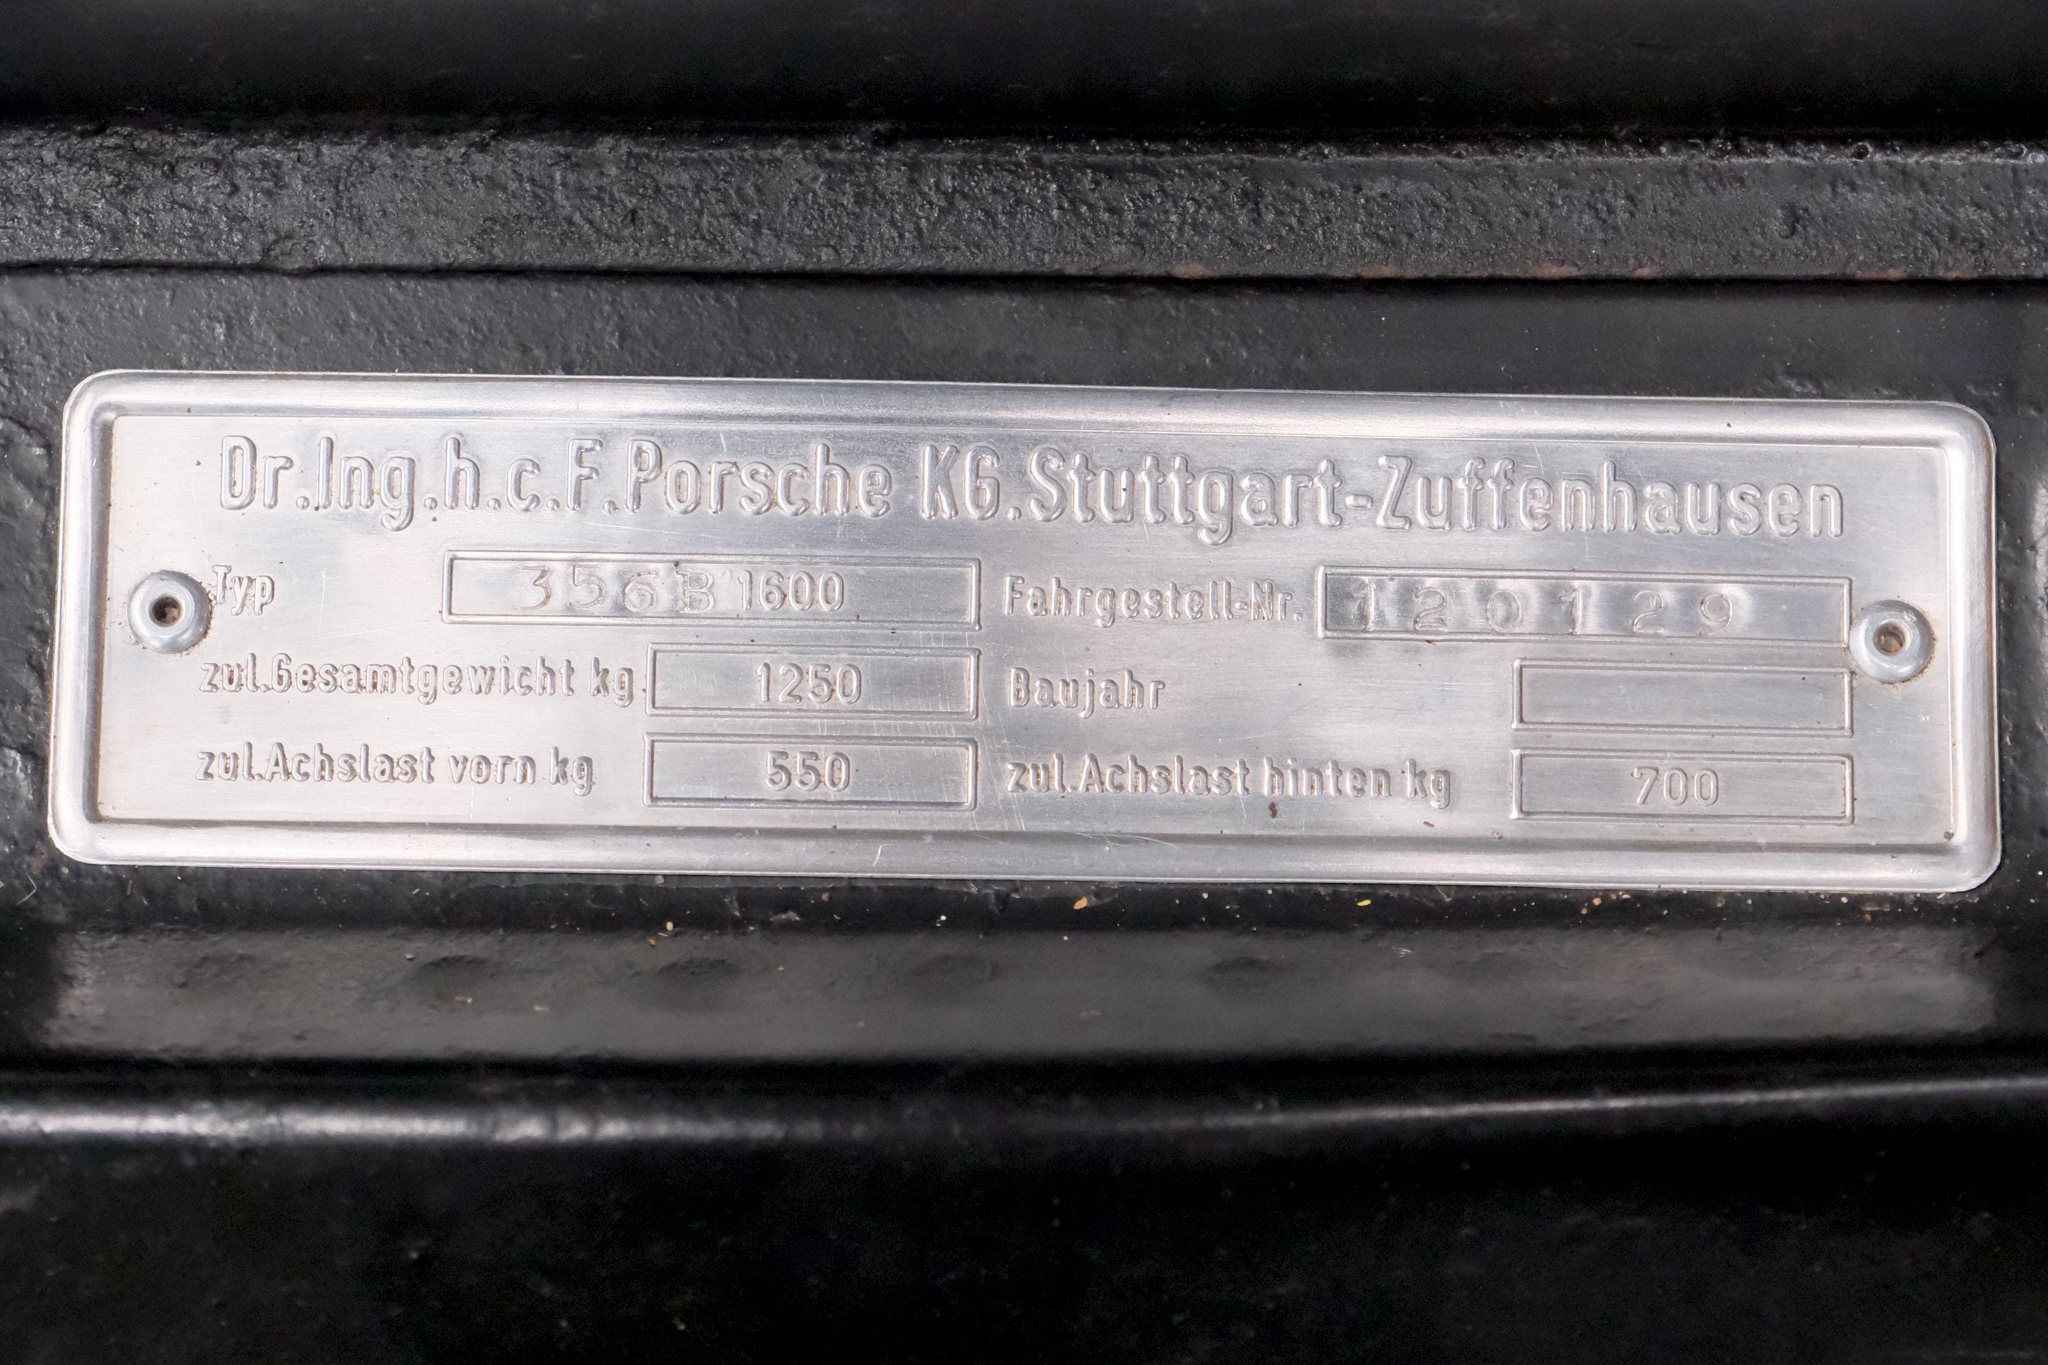 Dr.Ing.h.c.F.Porsche KG.Stuttgart-Zuffenhausen
Typ 356B 1600 Fahrgestell-Nr. 120129
zul.Gesamtgewicht kg 1250 Baujahr
zul.Achslast vorn kg 550 zul.Achslast hinten kg 700